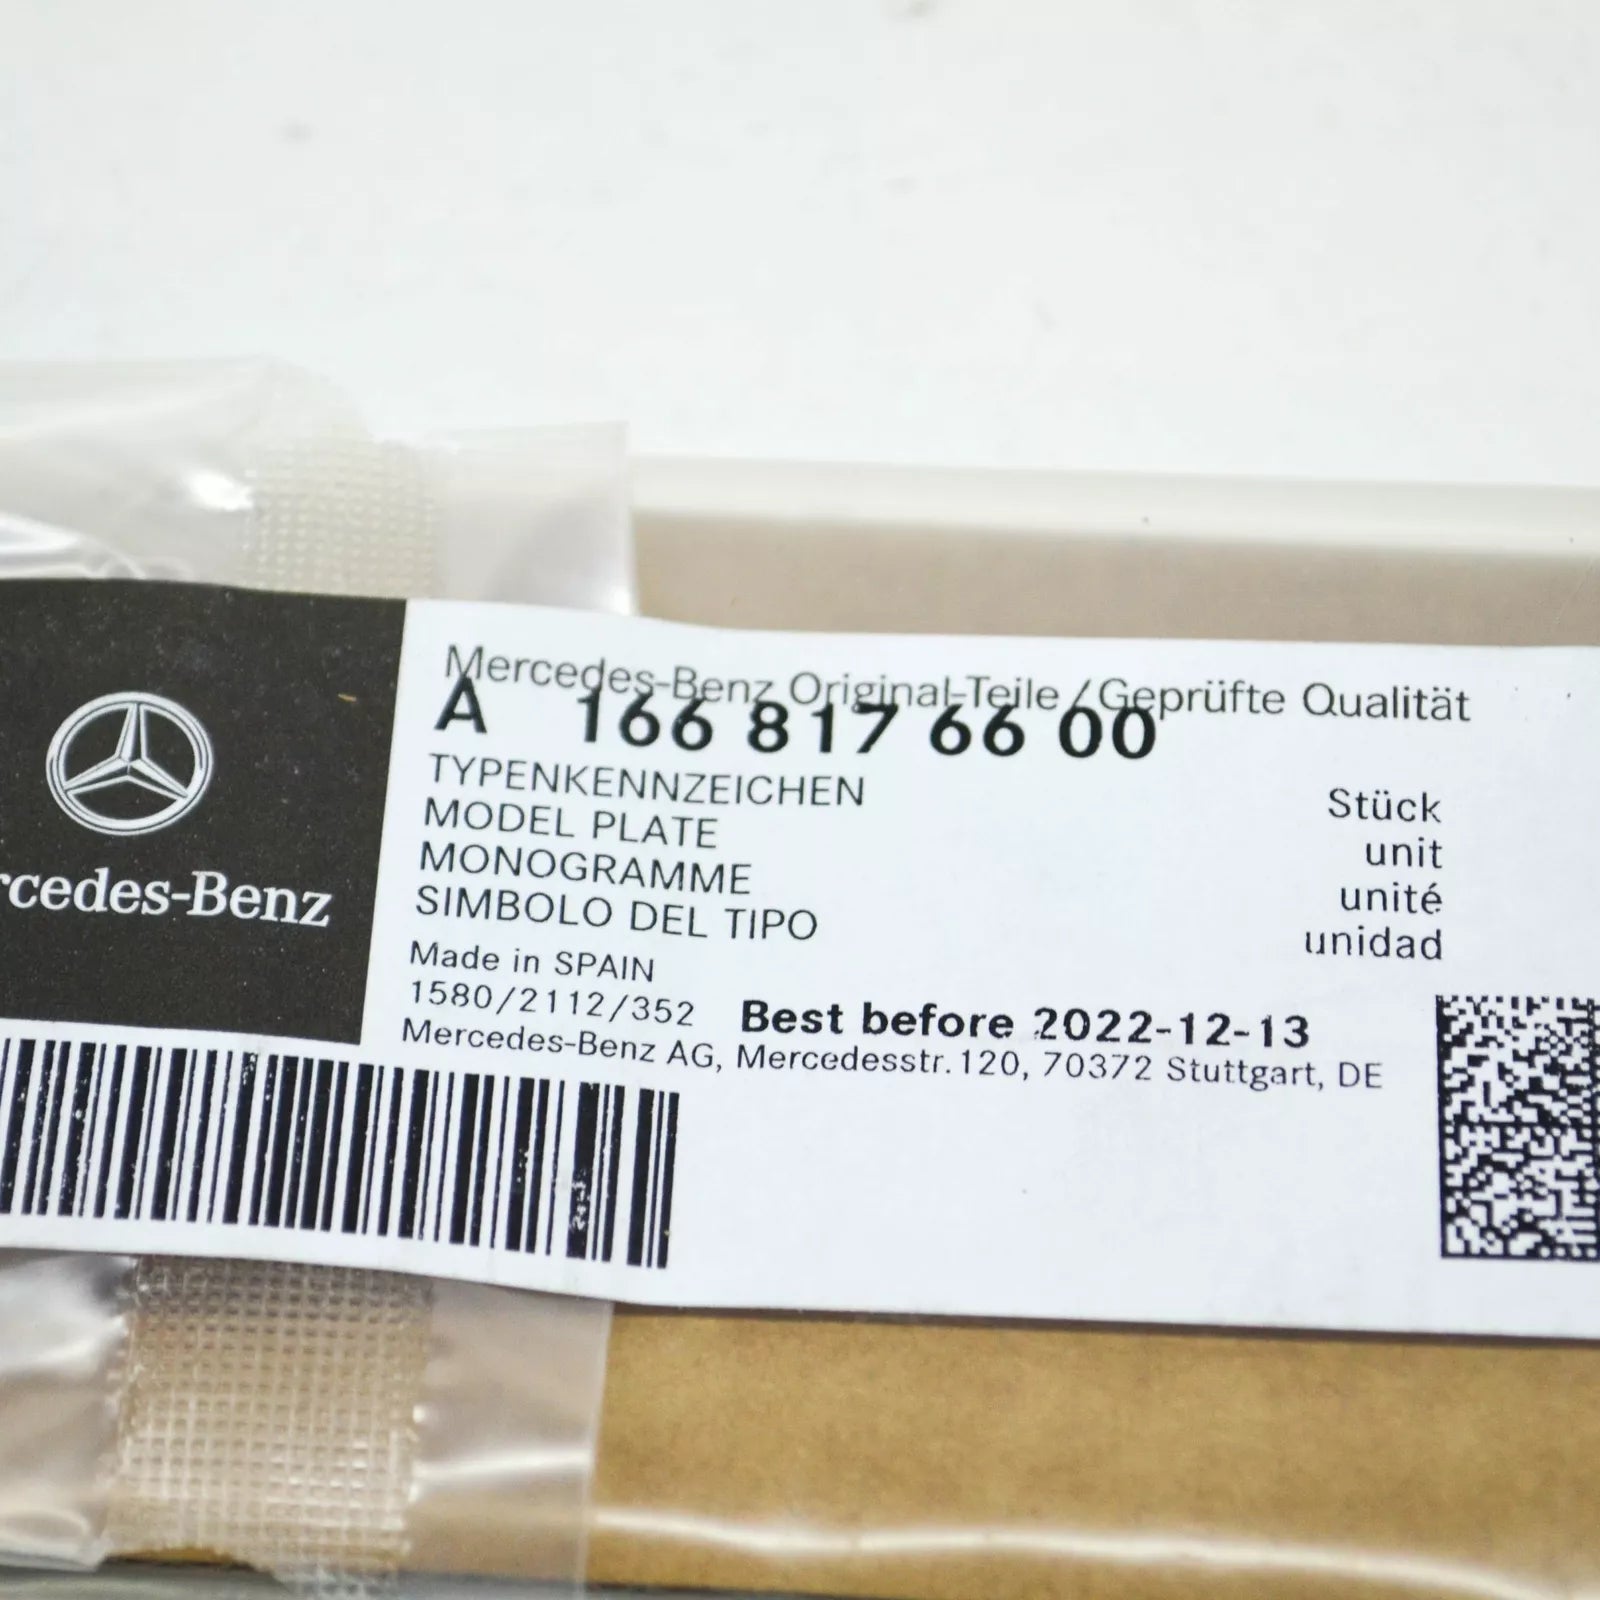 Mercedes-Benz Original-Teile/Geprüfte Qualität
A 166 817 66 00
TYPENKENNZEICHEN
MODEL PLATE
MONOGRAMME
SIMBOLO DEL TIPO
Stück
unit
unité
unidad
rcedes-Benz
Made in SPAIN
1580/2112/352
Best before 2022-12-13
Mercedes-Benz AG, Mercedesstr.120, 70372 Stuttgart, DE